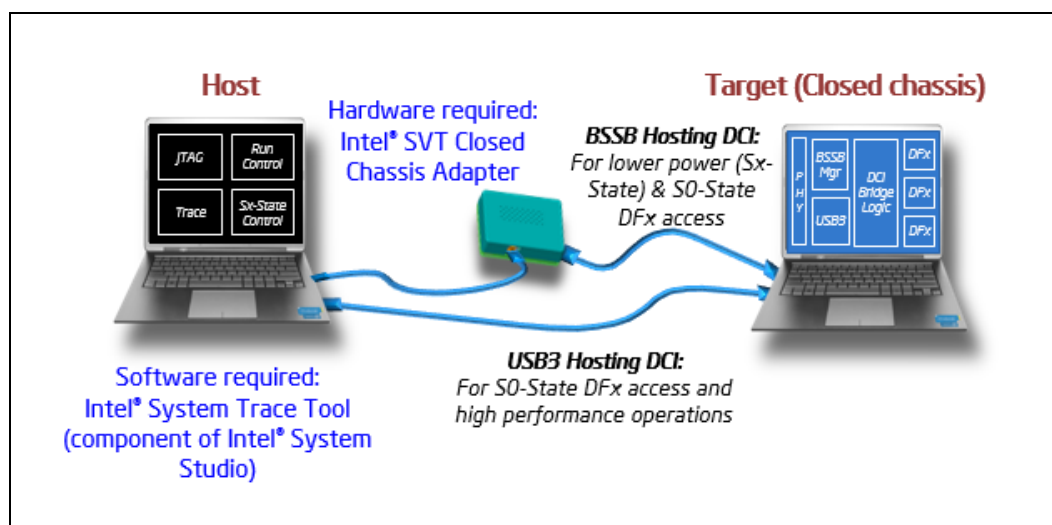 Host
Target (Closed chassis)
Hardware required:
Intel® SVT Closed
Chassis Adapter
BSSB Hosting DCI:
For lower power (Sx-
State) & S0-State
DFx access
JTAG
Run
Control
Trace
Sx-State
Control
P
H
Y
BSSB
Mgr
USB3
DCI
Bridge
Logic
DFx
DFx
DFx
USB3 Hosting DCI:
For S0-State DFx access and
high performance operations
Software required:
Intel® System Trace Tool
(component of Intel® System
Studio)